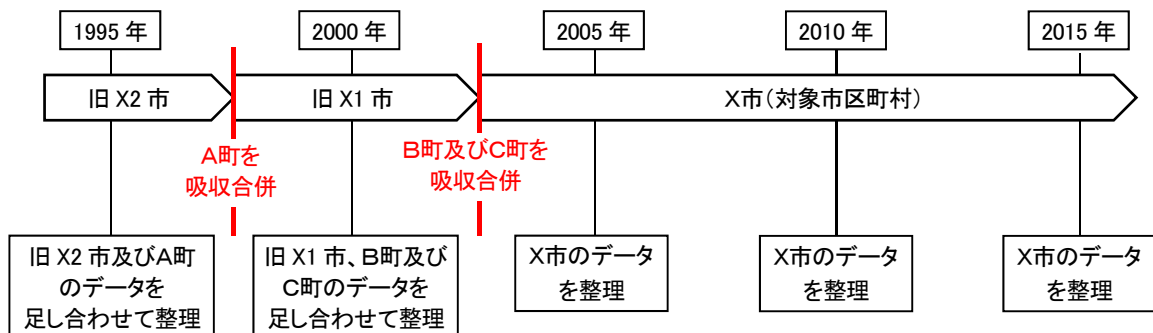 1995 年
2000 年
2005 年
2010 年
2015 年
旧 X2 市
旧 X1 市
X市(対象市区町村)
A町を
吸収合併
B町及びC町を
吸収合併
旧 X2 市及びA町
のデータを
足し合わせて整理
旧 X1 市、B町及び
C町のデータを
足し合わせて整理
X市のデータ
を整理
X市のデータ
を整理
X市のデータ
を整理